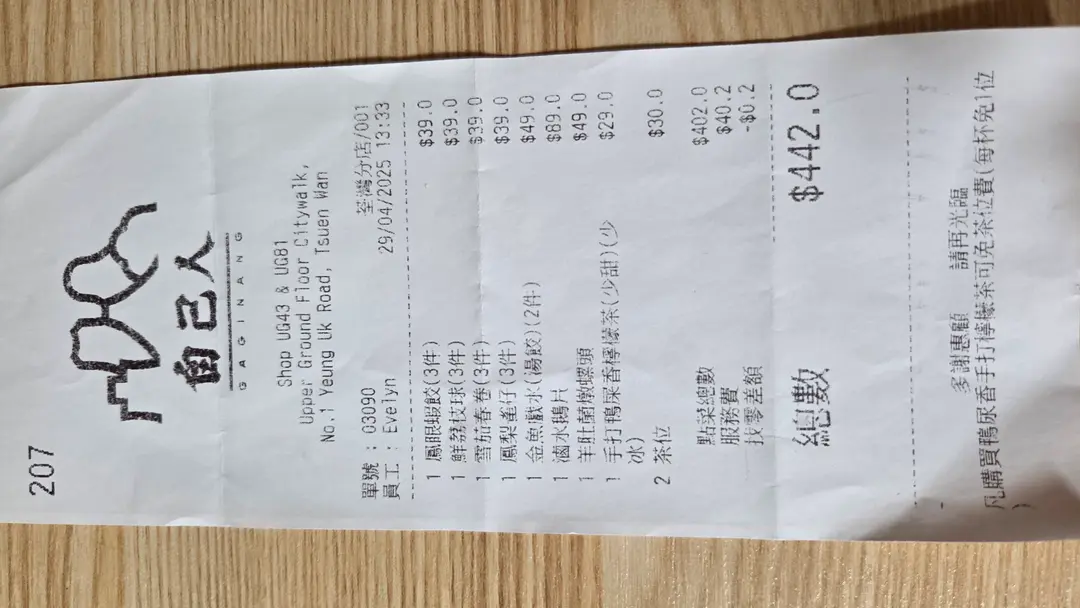 207
自己人
GAGINANG
Shop UG43 & UG81
Upper Ground Floor Citywalk,
No.1 Yeung Uk Road, Tsuen Wan
單號 : 03090 荃灣分店/001
員工 : Evelyn 29/04/2025 13:33
1 鳳眼蝦餃(3件) $39.0
1 鮮荔枝球(3件) $39.0
1 雪茄春卷(3件) $39.0
1 鳳梨雀仔(3件) $39.0
1 金魚戲水(湯餃)(2件) $49.0
1 滷水鵝片 $89.0
1 羊肚菌燉螺頭 $49.0
1 手打鴨屎香檸檬茶(少甜)(少 $29.0
冰)
2 茶位 $30.0
點菜總數 $402.0
服務費 $40.2
找零差額 -$0.2
總數 $442.0
多謝惠顧 請再光臨
凡購買鴨屎香手打檸檬茶可免茶位費(每杯免1位
)